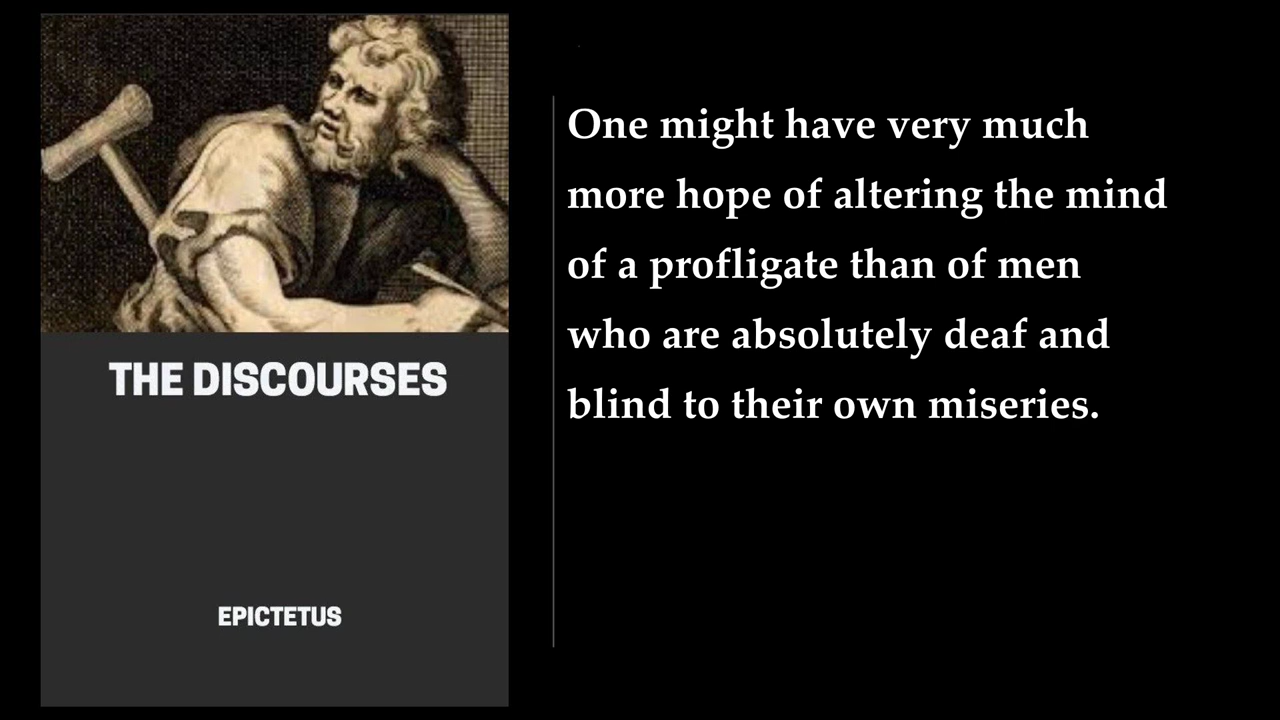 THE DISCOURSES
EPICTETUS
One might have very much
more hope of altering the mind
of a profligate than of men
who are absolutely deaf and
blind to their own miseries.